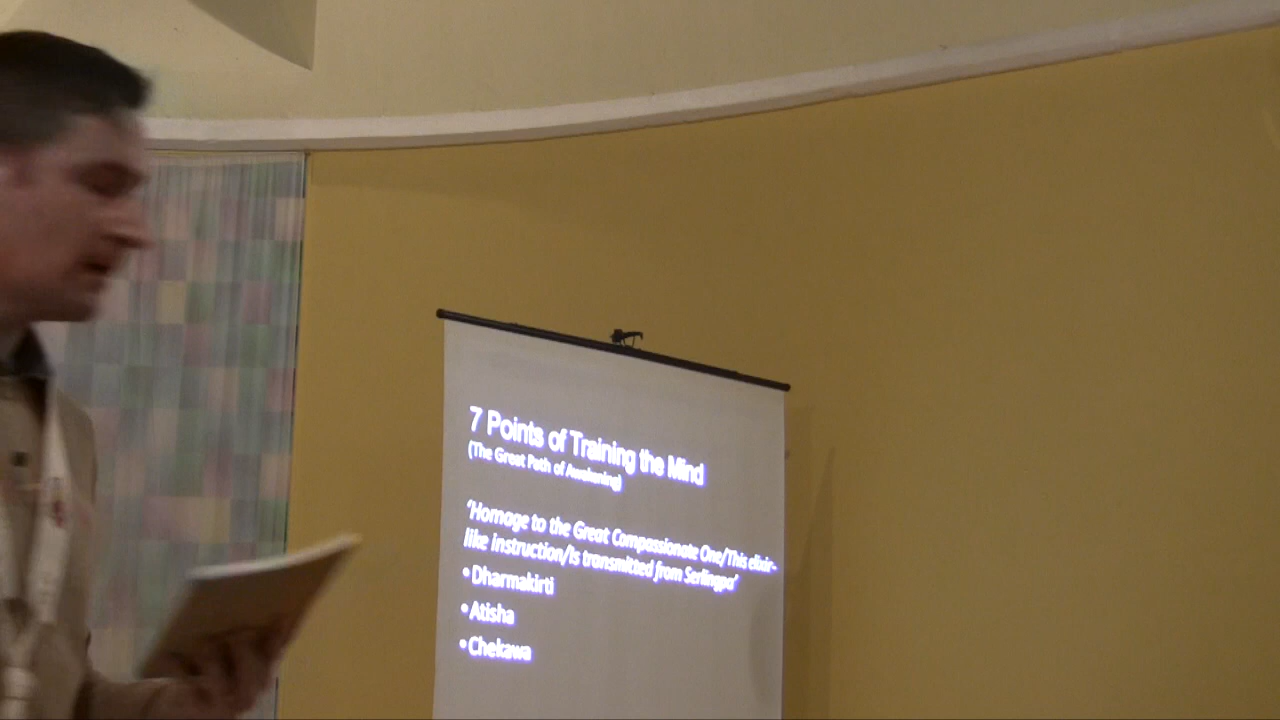 7 Points of Training the Mind
(The Great Path of Awakening)
‘Homage to the Great Compassionate One/This elixir-
like instruction/Is transmitted from Serlingpa’
• Dharmakirti
• Atisha
• Chekawa